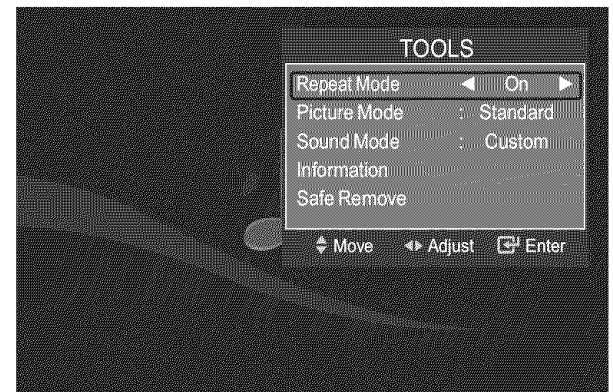 TOOLS
Repeat Mode ◄ On ►
Picture Mode : Standard
Sound Mode : Custom
Information
Safe Remove
Move Adjust Enter